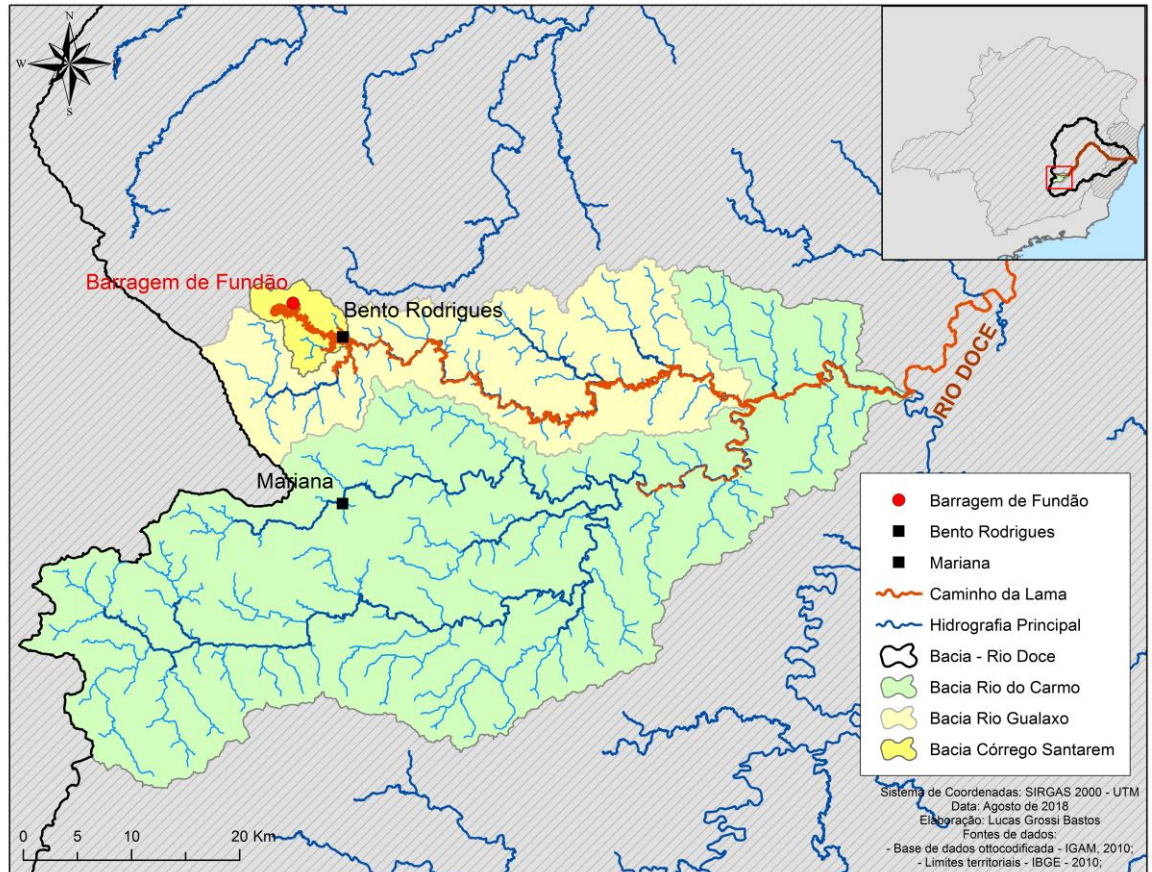 N
W
E
S
Barragem de Fundão
Bento Rodrigues
Mariana
RIO DOCE
Barragem de Fundão
Bento Rodrigues
Mariana
Caminho da Lama
Hidrografia Principal
Bacia - Rio Doce
Bacia Rio do Carmo
Bacia Rio Gualaxo
Bacia Córrego Santarem
Sistema de Coordenadas: SIRGAS 2000 - UTM
Data: Agosto de 2018
Elaboração: Lucas Grossi Bastos
Fontes de dados:
- Base de dados ottocodificada - IGAM, 2010;
- Limites territoriais - IBGE - 2010;
0 5 10 20 Km